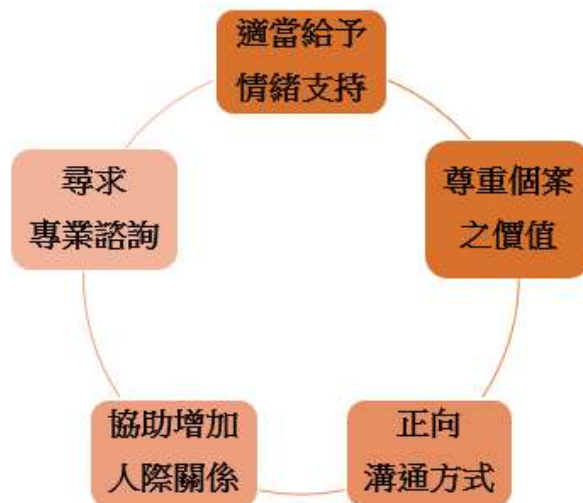 適當給予
情緒支持
尊重個案
之價值
正向
溝通方式
協助增加
人際關係
尋求
專業諮詢